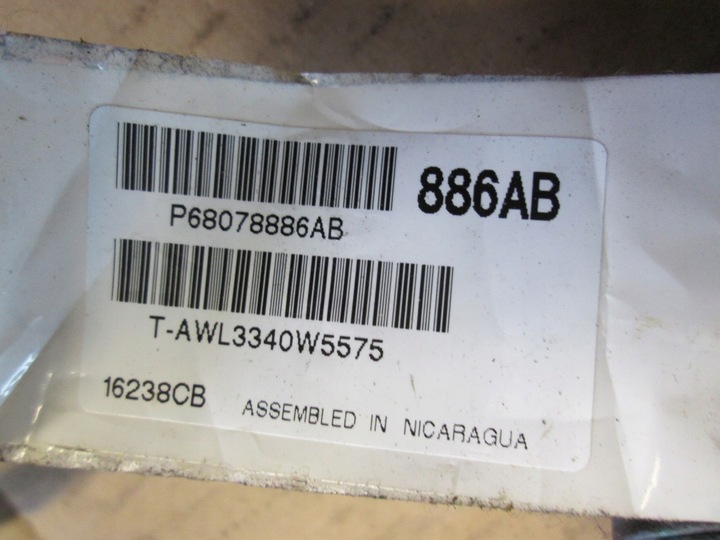 886AB
P68078886AB
T-AWL3340W5575
16238CB ASSEMBLED IN NICARAGUA